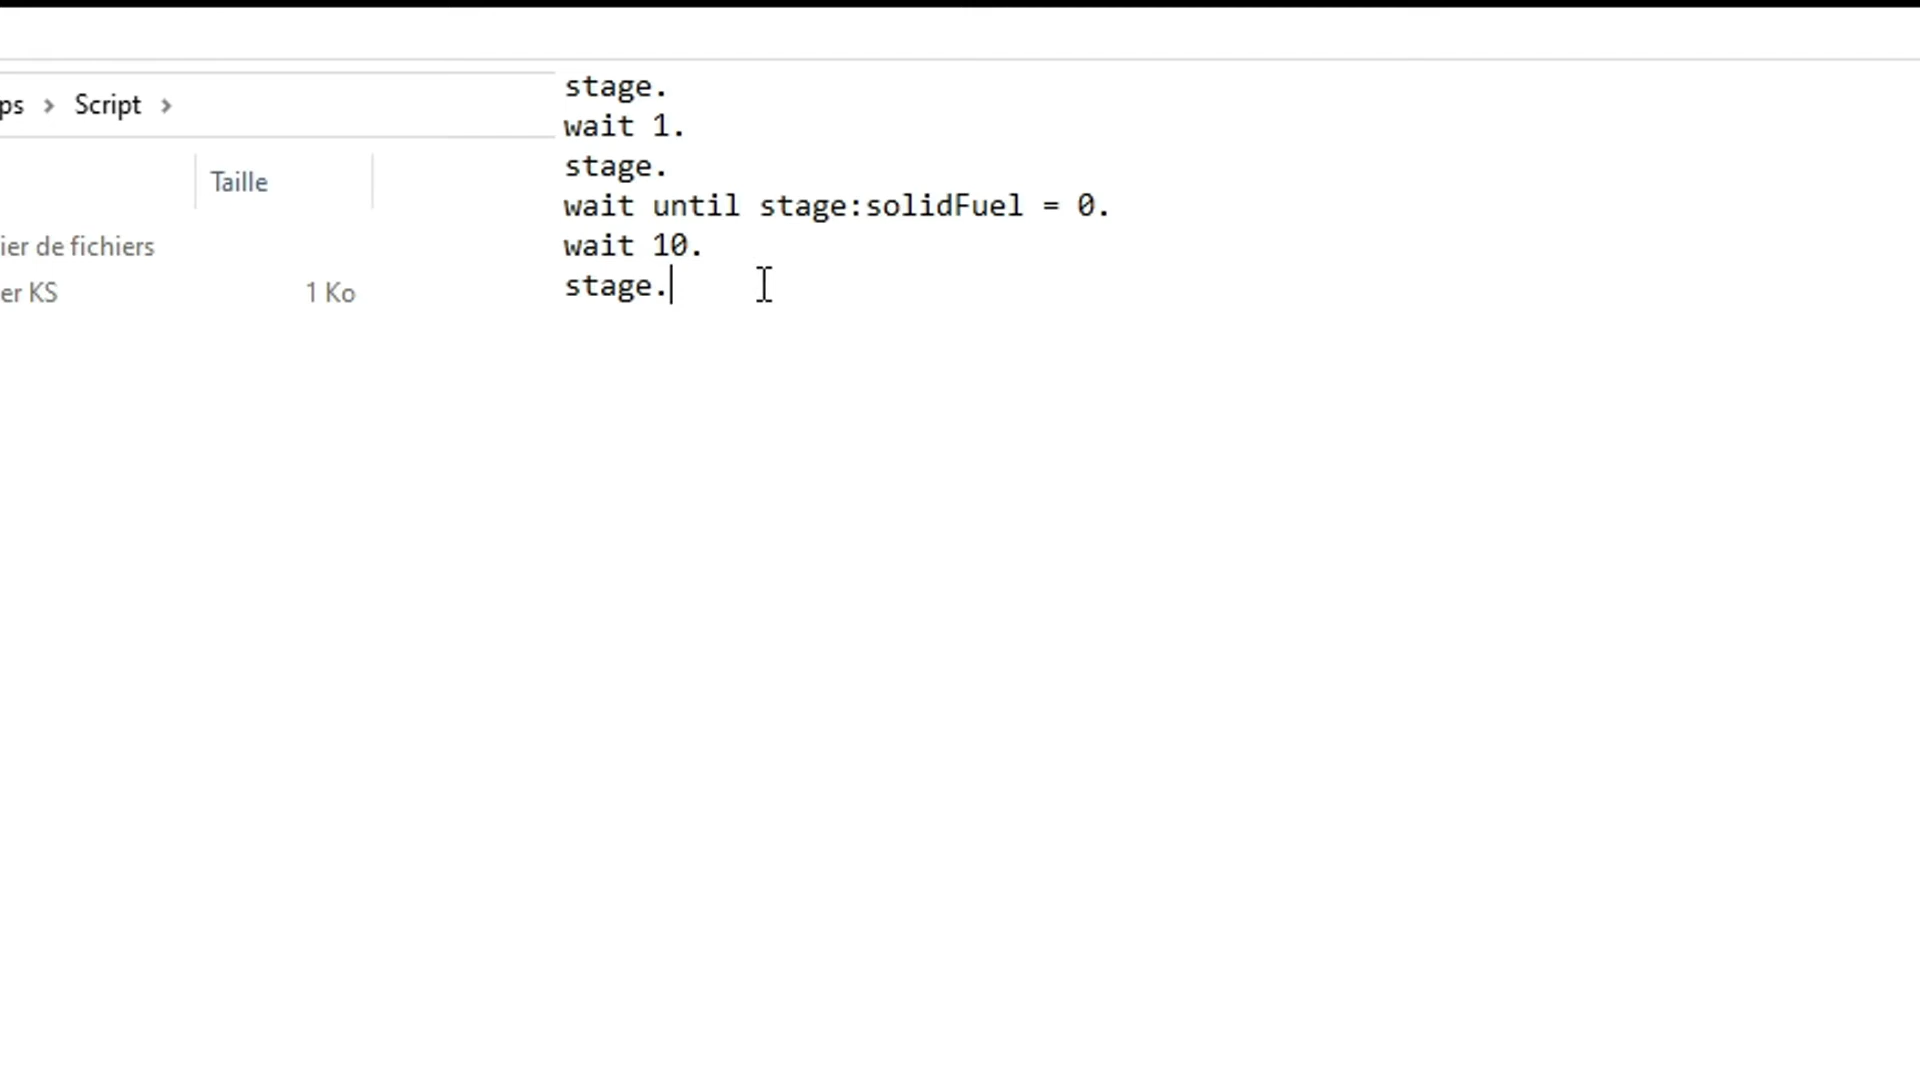 ps > Script >
Taille
ier de fichiers
er KS 1 Ko
stage.
wait 1.
stage.
wait until stage:solidFuel = 0.
wait 10.
stage.